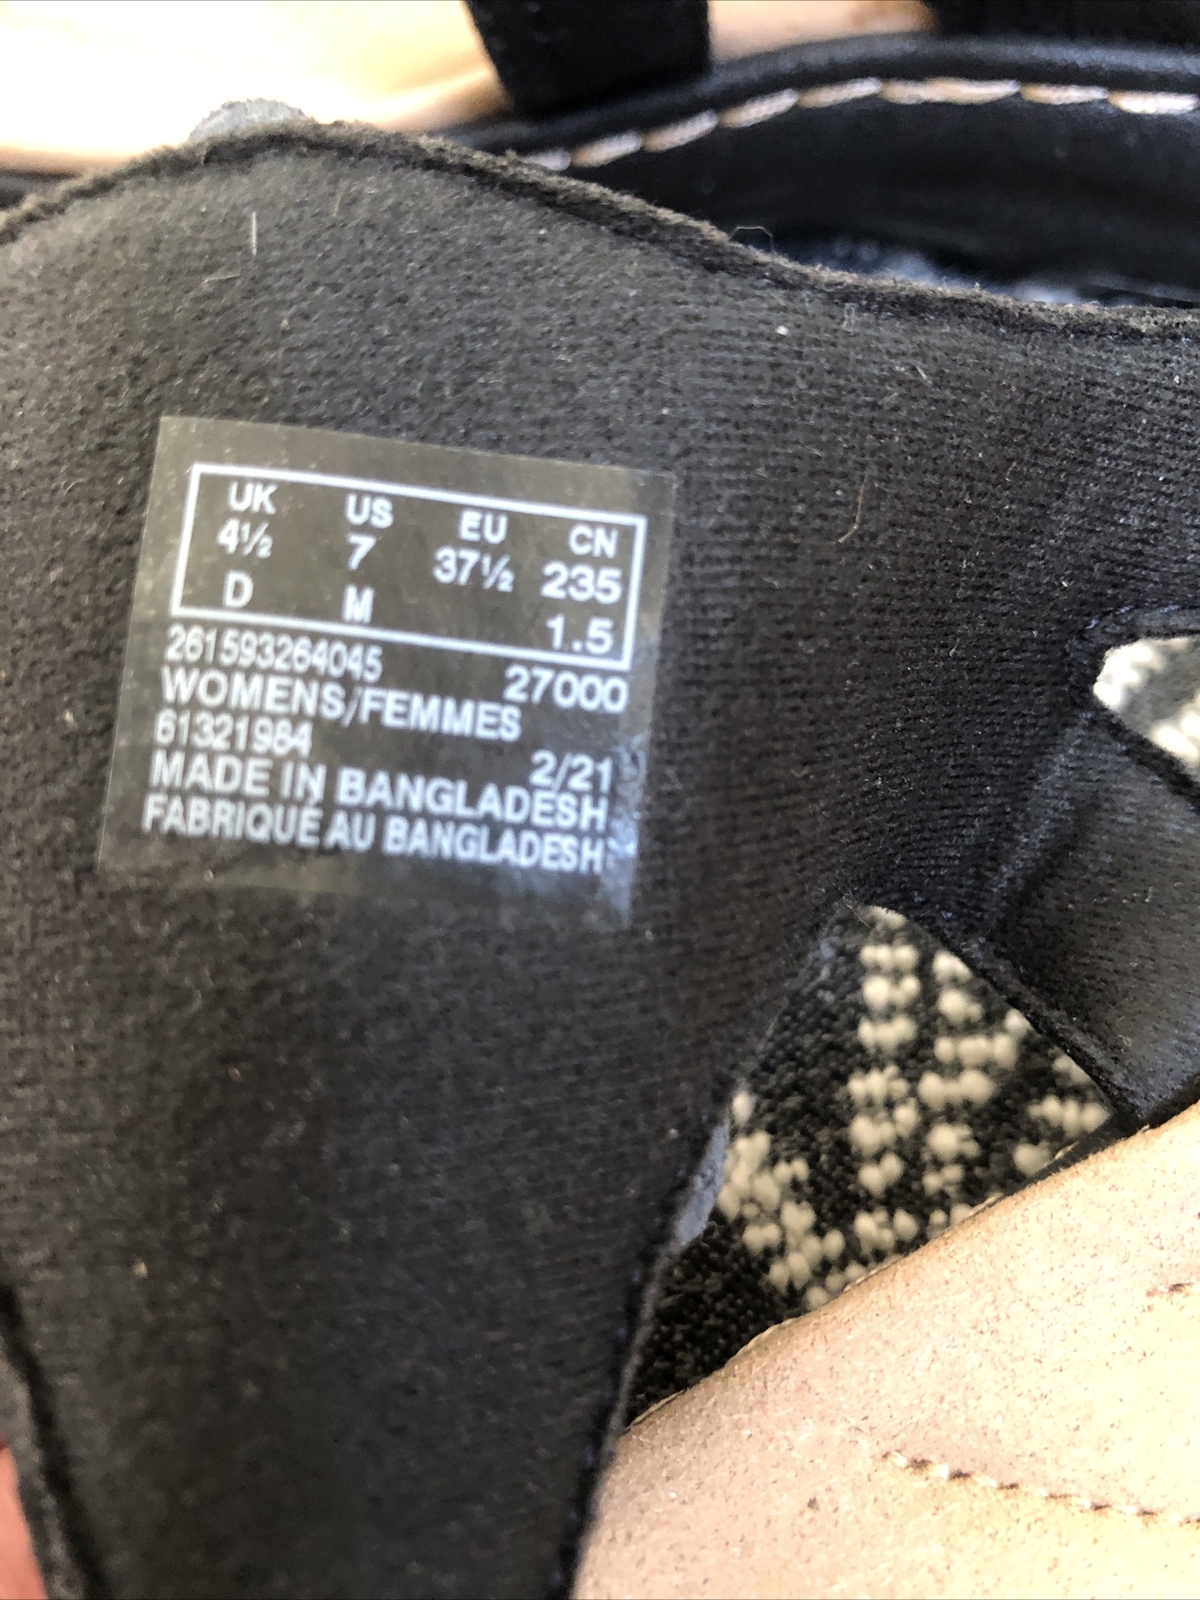 UK US EU CN
4½ 7 37½ 235
D M 1.5
261593264045 27000
WOMENS/FEMMES
61321984 2/21
MADE IN BANGLADESH
FABRIQUÉ AU BANGLADESH